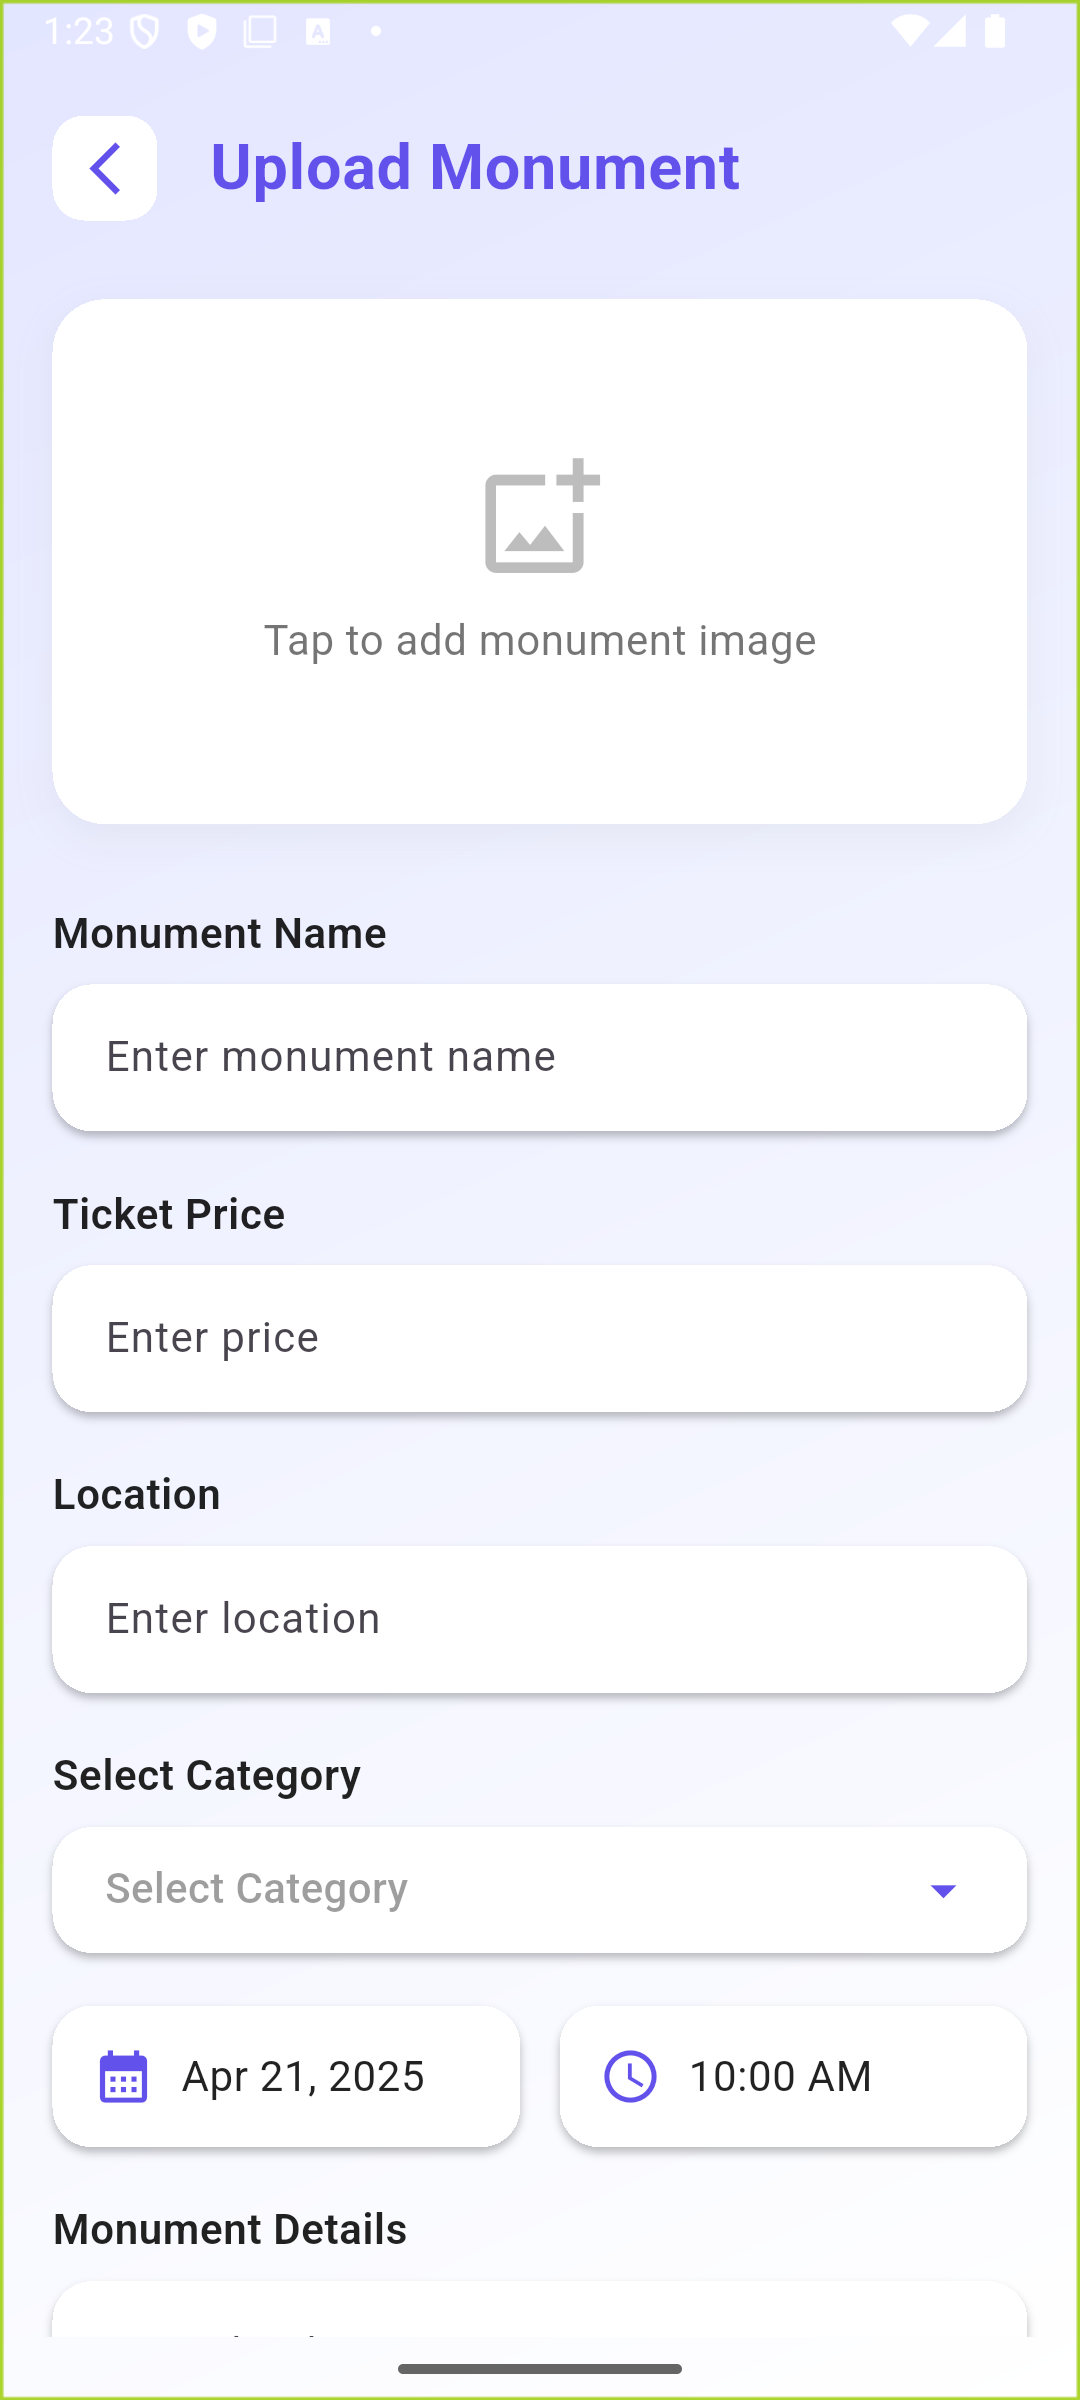 1:23
Upload Monument
Tap to add monument image
Monument Name
Enter monument name
Ticket Price
Enter price
Location
Enter location
Select Category
Select Category
Apr 21, 2025
10:00 AM
Monument Details